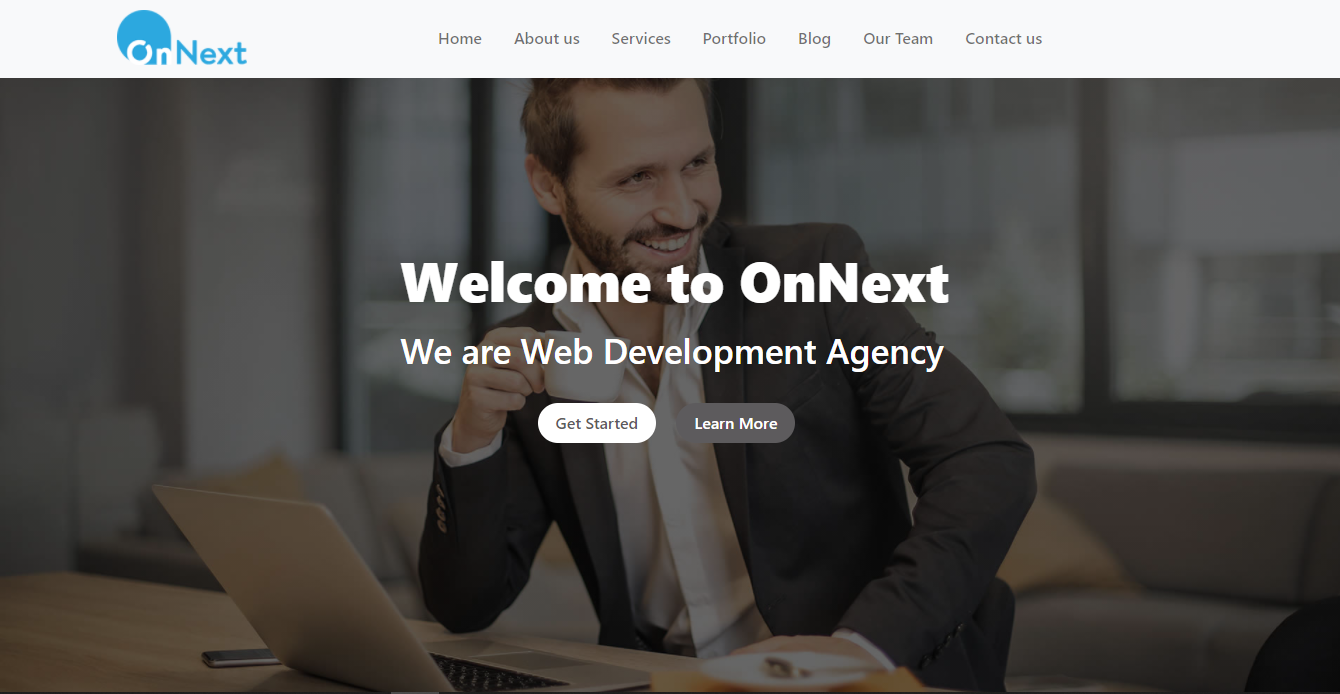 OnNext
Home About us Services Portfolio Blog Our Team Contact us
Welcome to OnNext
We are Web Development Agency
Get Started Learn More